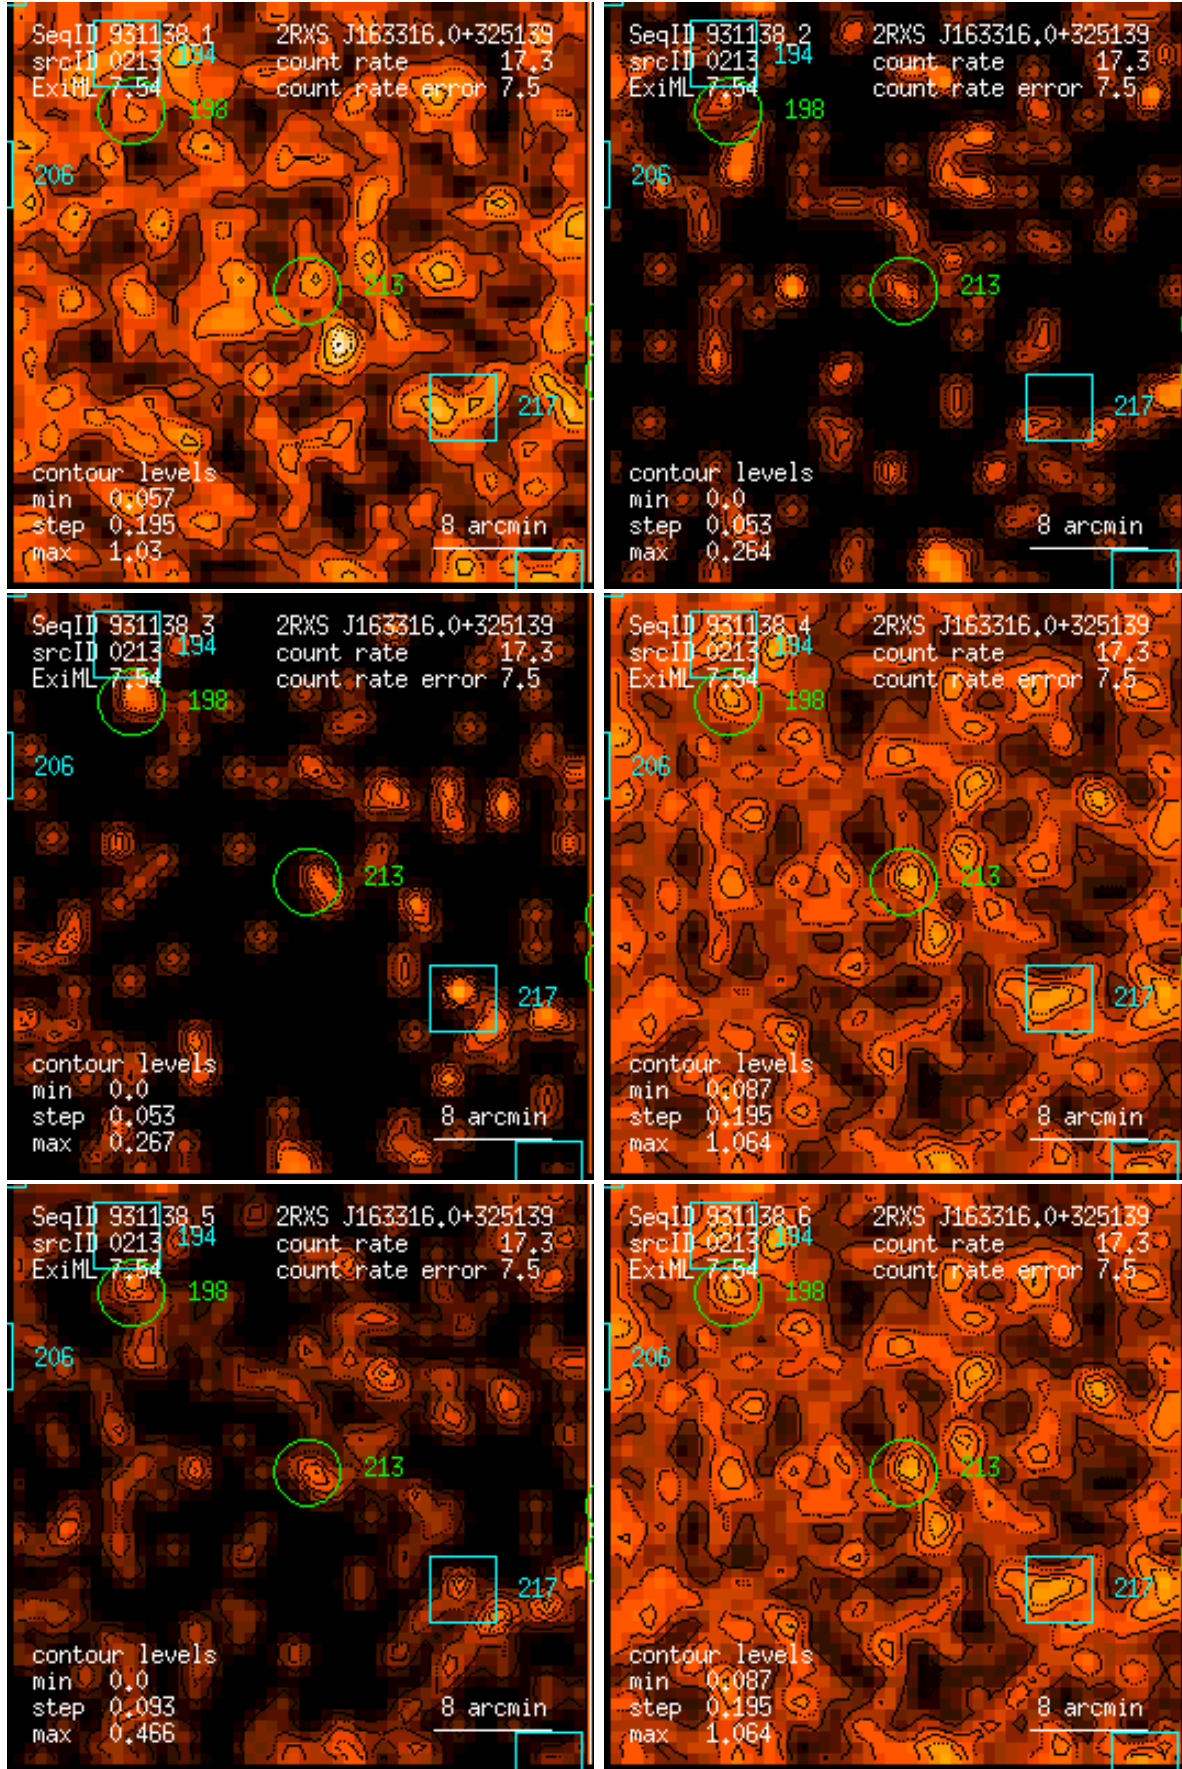 SeqID 931138_1 2RXS J163316.0+325139
srcID 0213 194 count rate 17.3
ExiML 7.54 count rate error 7.5
198
206
213
217
contour levels
min 0.057
step 0.195 8 arcmin
max 1.03
SeqID 931138_2 2RXS J163316.0+325139
srcID 0213 194 count rate 17.3
ExiML 7.54 count rate error 7.5
198
206
213
217
contour levels
min 0.0
step 0.053 8 arcmin
max 0.264
SeqID 931138_3 2RXS J163316.0+325139
srcID 0213 194 count rate 17.3
ExiML 7.54 count rate error 7.5
198
206
213
217
contour levels
min 0.0
step 0.053 8 arcmin
max 0.267
SeqID 931138_4 2RXS J163316.0+325139
srcID 0213 194 count rate 17.3
ExiML 7.54 count rate error 7.5
198
206
213
217
contour levels
min 0.087
step 0.195 8 arcmin
max 1.064
SeqID 931138_5 2RXS J163316.0+325139
srcID 0213 194 count rate 17.3
ExiML 7.54 count rate error 7.5
198
206
213
217
contour levels
min 0.0
step 0.093 8 arcmin
max 0.466
SeqID 931138_6 2RXS J163316.0+325139
srcID 0213 194 count rate 17.3
ExiML 7.54 count rate error 7.5
198
206
213
217
contour levels
min 0.087
step 0.195 8 arcmin
max 1.064